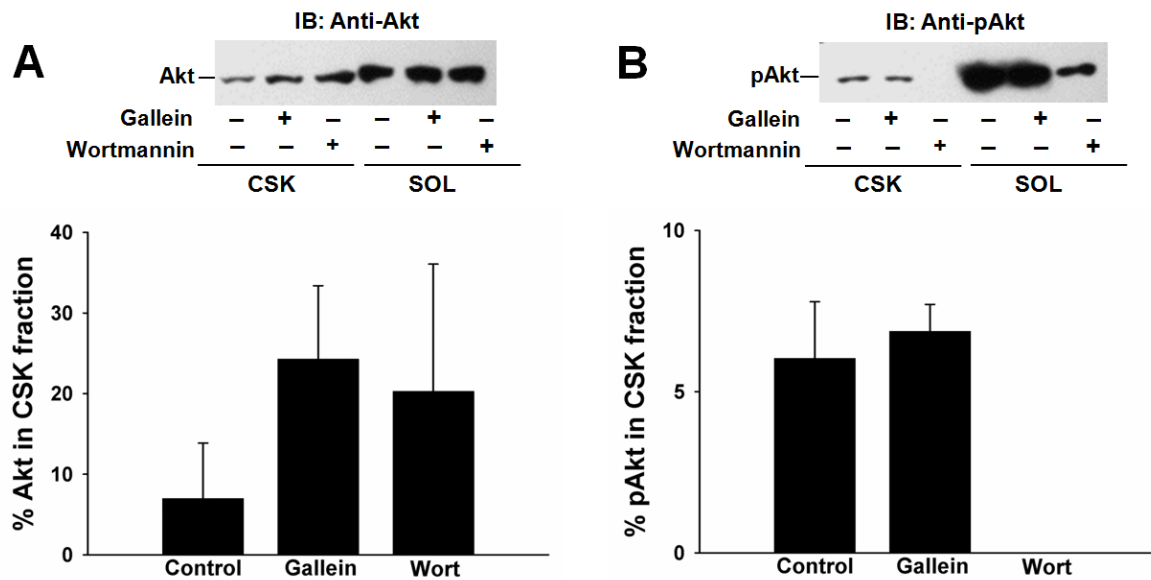 A
IB: Anti-Akt
Akt
Gallein – + – – + –
Wortmannin – – + – – +
CSK SOL
% Akt in CSK fraction
40
30
20
10
0
Control Gallein Wort
B
IB: Anti-pAkt
pAkt
Gallein – + – – + –
Wortmannin – – + – – +
CSK SOL
% pAkt in CSK fraction
10
5
0
Control Gallein Wort